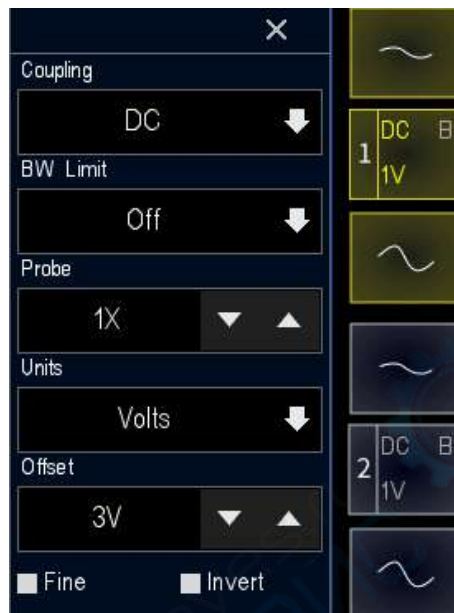 Coupling
DC
BW Limit
Off
Probe
1X
Units
Volts
Offset
3V
Fine Invert
1 DC B
1V
2 DC B
1V